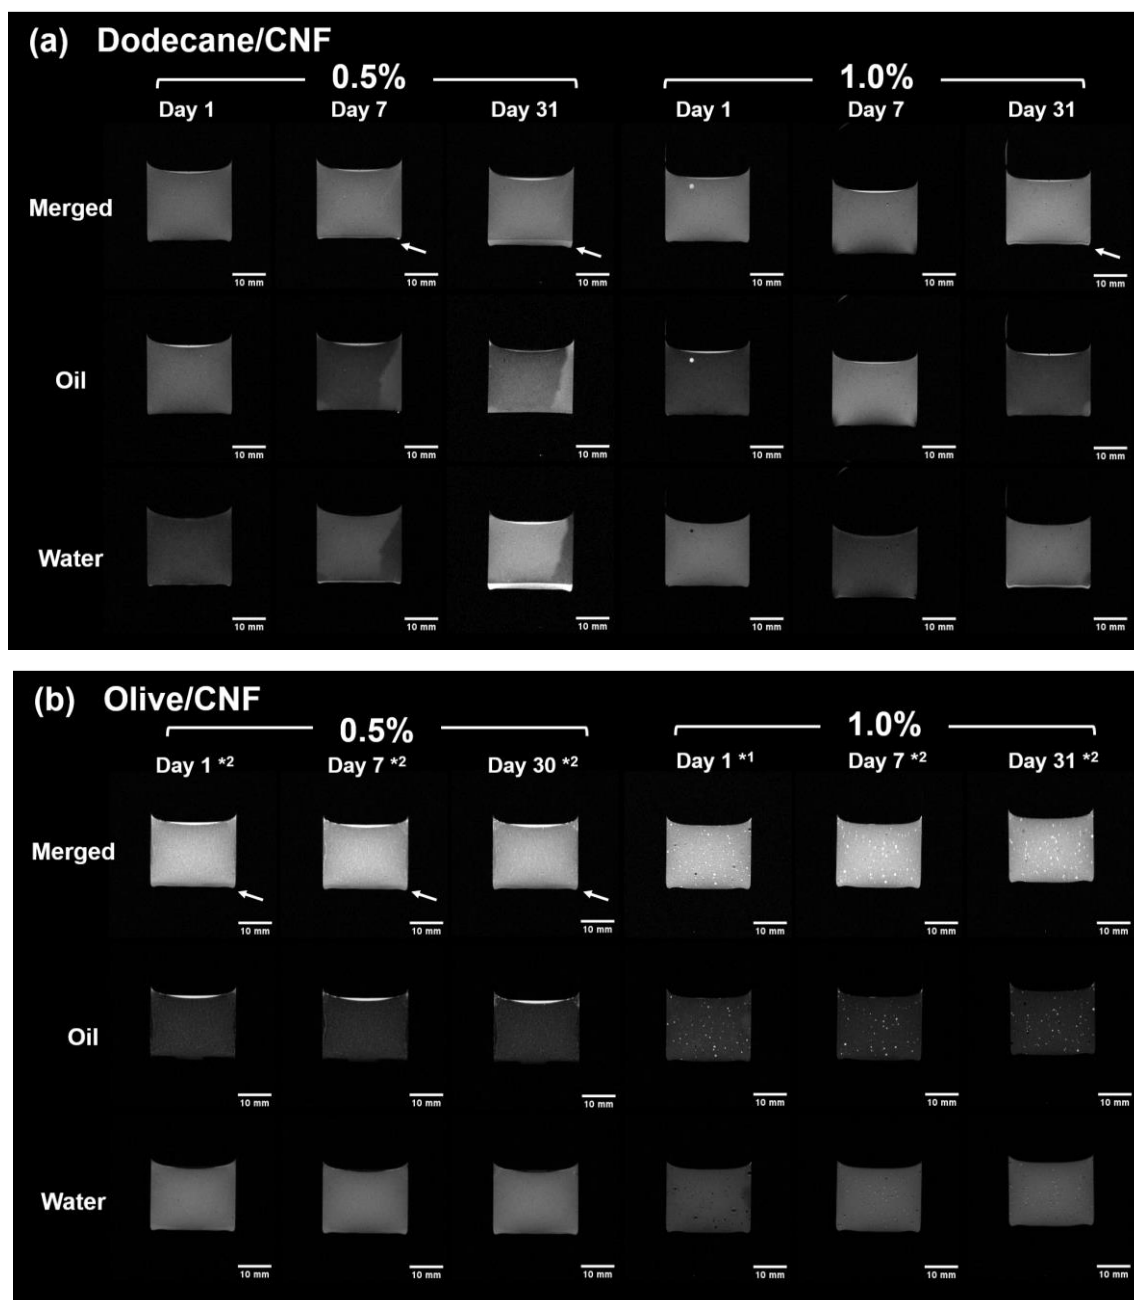 (a) Dodecane/CNF
0.5% 1.0%
Day 1 Day 7 Day 31 Day 1 Day 7 Day 31
Merged
10 mm 10 mm 10 mm 10 mm 10 mm 10 mm
Oil
10 mm 10 mm 10 mm 10 mm 10 mm 10 mm
Water
10 mm 10 mm 10 mm 10 mm 10 mm 10 mm
(b) Olive/CNF
0.5% 1.0%
Day 1 *2 Day 7 *2 Day 30 *2 Day 1 *1 Day 7 *2 Day 31 *2
Merged
10 mm 10 mm 10 mm 10 mm 10 mm 10 mm
Oil
10 mm 10 mm 10 mm 10 mm 10 mm 10 mm
Water
10 mm 10 mm 10 mm 10 mm 10 mm 10 mm